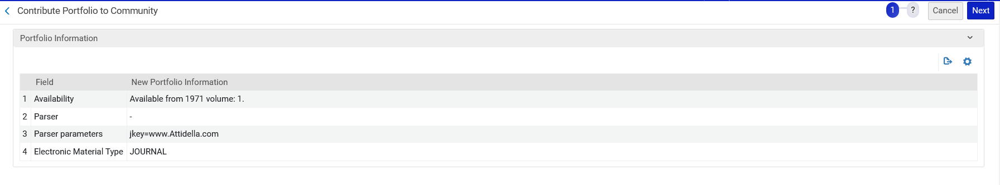 Contribute Portfolio to Community
1 ? Cancel Next
Portfolio Information
Field New Portfolio Information
1 Availability Available from 1971 volume: 1.
2 Parser -
3 Parser parameters jkey=www.Attidella.com
4 Electronic Material Type JOURNAL